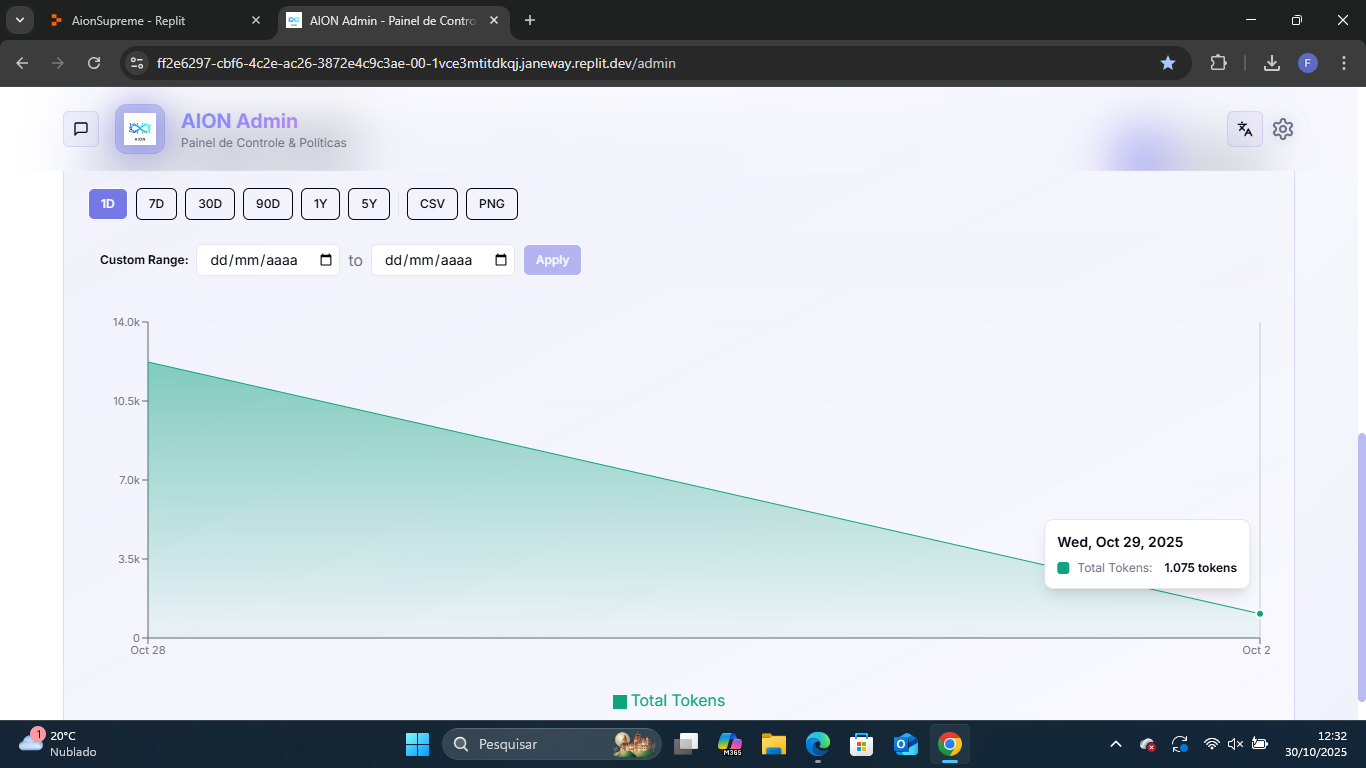 AionSupreme - Replit
AION Admin - Painel de Contro
ff2e6297-cbf6-4c2e-ac26-3872e4c9c3ae-00-1vce3mtitdkqj.janeway.replit.dev/admin
F
AION
AION Admin
Painel de Controle & Políticas
1D 7D 30D 90D 1Y 5Y CSV PNG
Custom Range: dd/mm/aaaa to dd/mm/aaaa Apply
14.0k
10.5k
7.0k
3.5k
0
Wed, Oct 29, 2025
Total Tokens: 1.075 tokens
Oct 28 Oct 2
Total Tokens
1
20°C
Nublado
Pesquisar
M365
12:32
30/10/2025